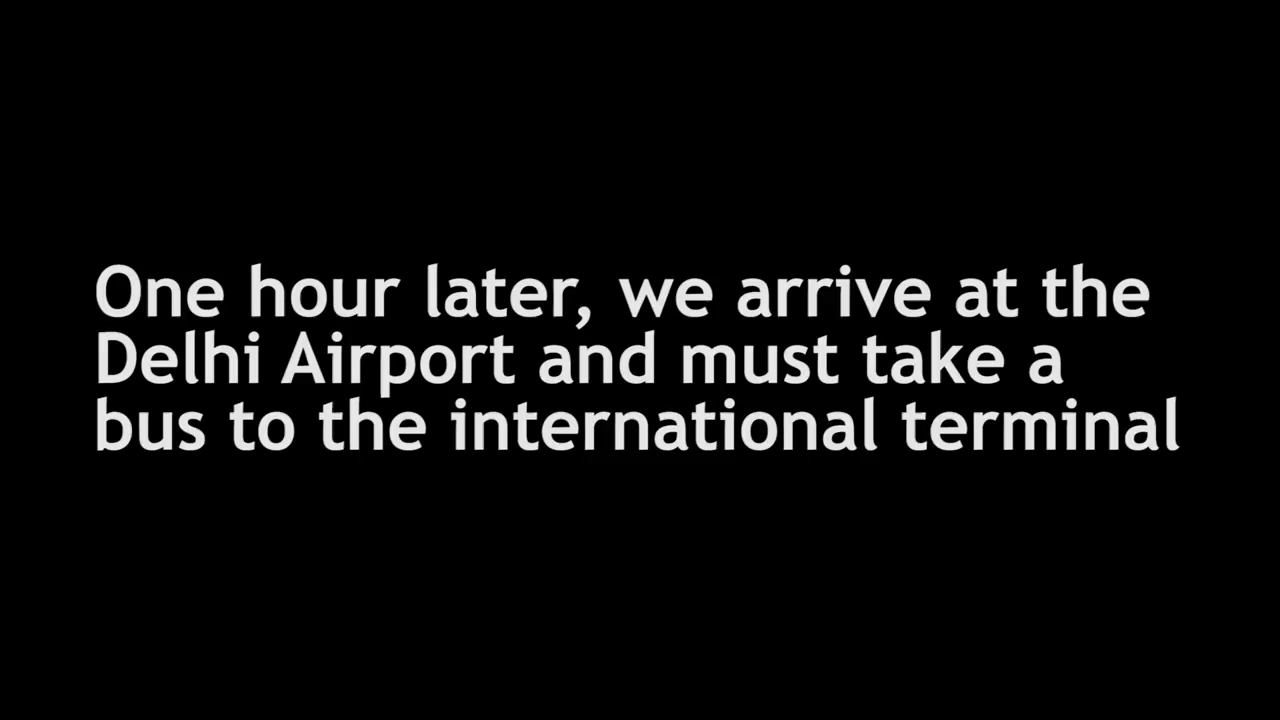 One hour later, we arrive at the
Delhi Airport and must take a
bus to the international terminal